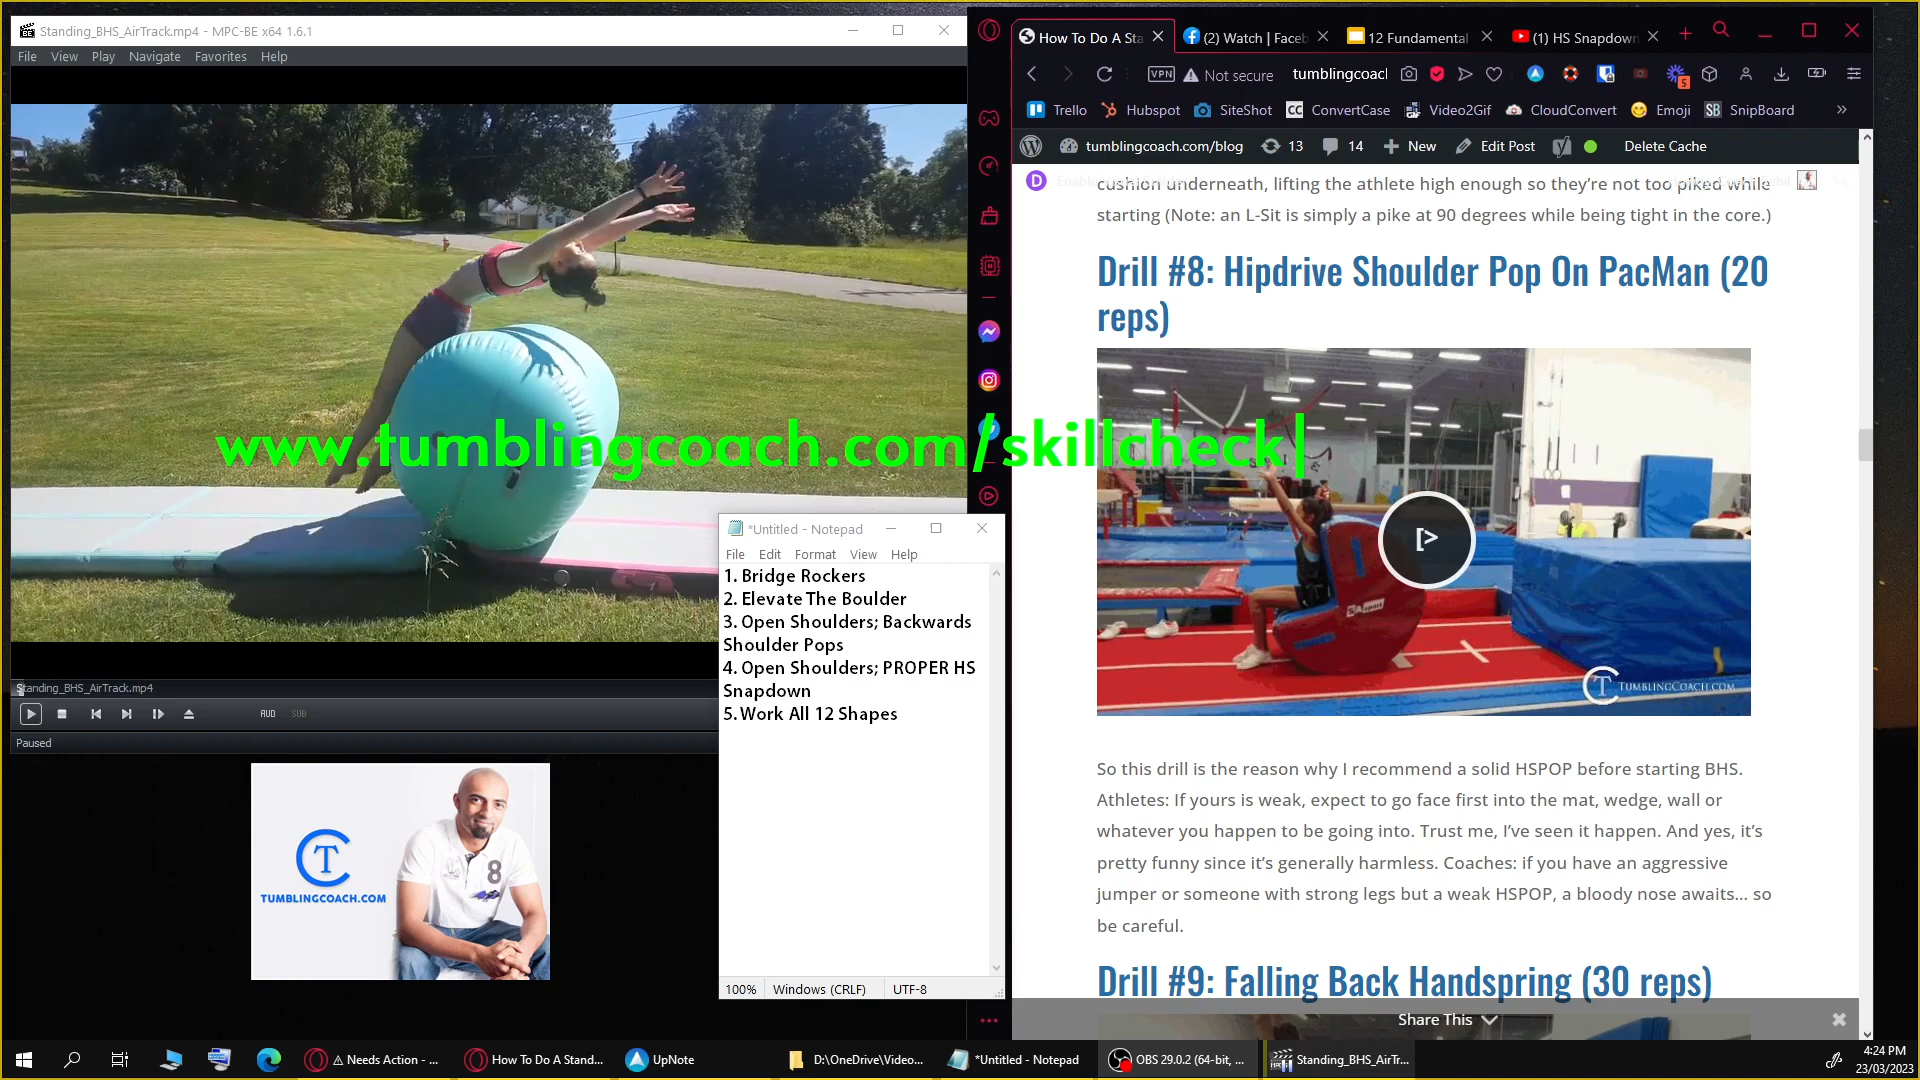 Standing_BHS_AirTrack.mp4 - MPC-BE x64 1.6.1
File View Play Navigate Favorites Help
www.tumblingcoach.com/skillcheck|
Standing_BHS_AirTrack.mp4
AUD SUB
Paused
TC
TUMBLINGCOACH.COM
8
*Untitled - Notepad
File Edit Format View Help
1. Bridge Rockers
2. Elevate The Boulder
3. Open Shoulders; Backwards
Shoulder Pops
4. Open Shoulders; PROPER HS
Snapdown
5. Work All 12 Shapes
100% Windows (CRLF) UTF-8
How To Do A Sta
(2) Watch | Faceb
12 Fundamental
(1) HS Snapdown
VPN Not secure tumblingcoach
5
Trello Hubspot SiteShot CC ConvertCase Video2Gif CloudConvert Emoji SB SnipBoard
tumblingcoach.com/blog 13 14 New Edit Post Delete Cache
D
cushion underneath, lifting the athlete high enough so they're not too piked while
starting (Note: an L-Sit is simply a pike at 90 degrees while being tight in the core.)
Drill #8: Hipdrive Shoulder Pop On PacMan (20
reps)
TUMBLINGCOACH.COM
So this drill is the reason why I recommend a solid HSPOP before starting BHS.
Athletes: If yours is weak, expect to go face first into the mat, wedge, wall or
whatever you happen to be going into. Trust me, I've seen it happen. And yes, it's
pretty funny since it's generally harmless. Coaches: if you have an aggressive
jumper or someone with strong legs but a weak HSPOP, a bloody nose awaits... so
be careful.
Drill #9: Falling Back Handspring (30 reps)
Share This
⚠ Needs Action - ...
How To Do A Stand...
UpNote
D:\OneDrive\Video...
*Untitled - Notepad
OBS 29.0.2 (64-bit, ...
Standing_BHS_AirTr...
4:24 PM
23/03/2023